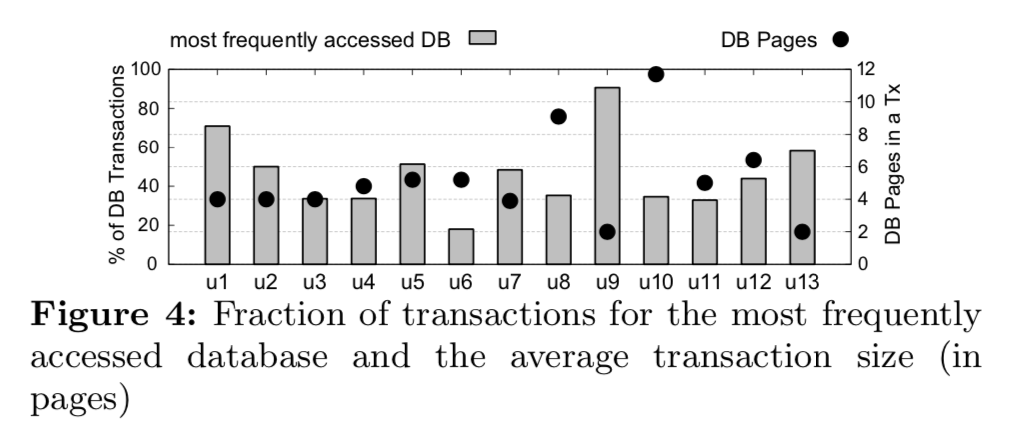 most frequently accessed DB
DB Pages
% of DB Transactions
100
80
60
40
20
0
12
10
8
6
4
2
0
DB Pages in a Tx
u1 u2 u3 u4 u5 u6 u7 u8 u9 u10 u11 u12 u13
Figure 4: Fraction of transactions for the most frequently
accessed database and the average transaction size (in
pages)